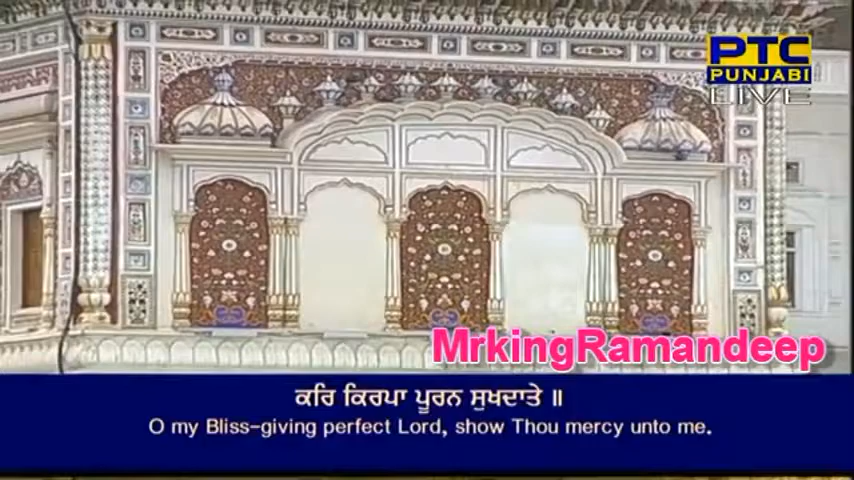 PTC
PUNJABI
LIVE
MrkingRamandeep
ਕਰਿ ਕਿਰਪਾ ਪੂਰਨ ਸੁਖਦਾਤੇ ॥
O my Bliss-giving perfect Lord, show Thou mercy unto me.